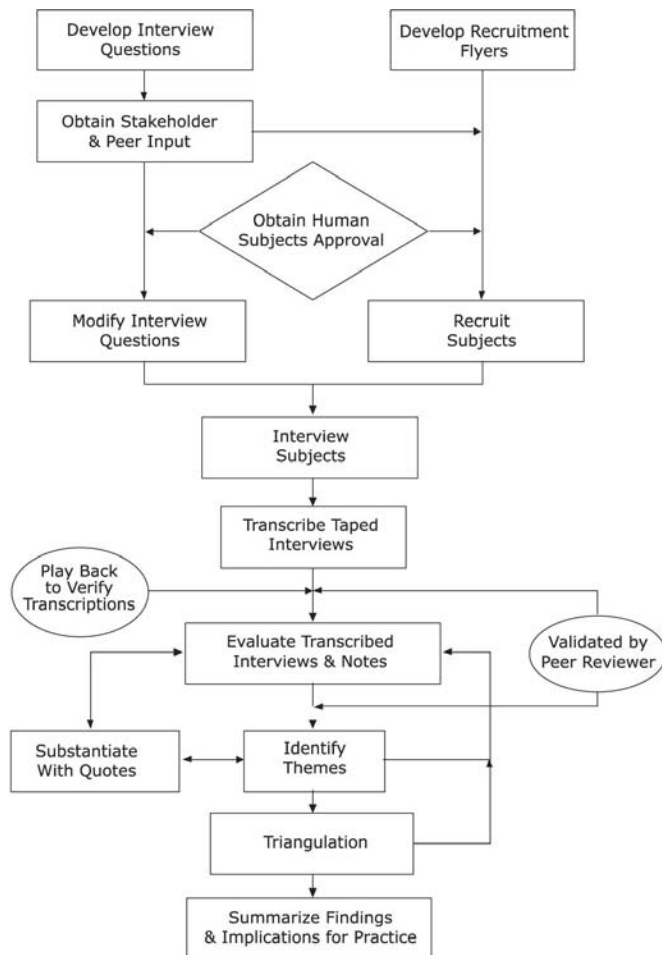 Develop Interview
Questions
Develop Recruitment
Flyers
Obtain Stakeholder
& Peer Input
Obtain Human
Subjects Approval
Modify Interview
Questions
Recruit
Subjects
Interview
Subjects
Transcribe Taped
Interviews
Play Back
to Verify
Transcriptions
Evaluate Transcribed
Interviews & Notes
Validated by
Peer Reviewer
Substantiate
With Quotes
Identify
Themes
Triangulation
Summarize Findings
& Implications for Practice